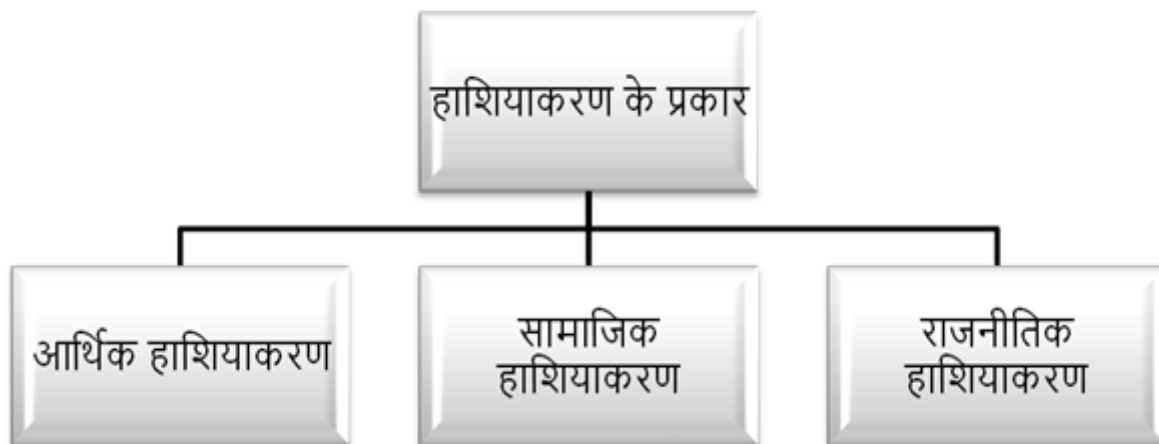 हाशियाकरण के प्रकार
आर्थिक हाशियाकरण
सामाजिक
हाशियाकरण
राजनीतिक
हाशियाकरण